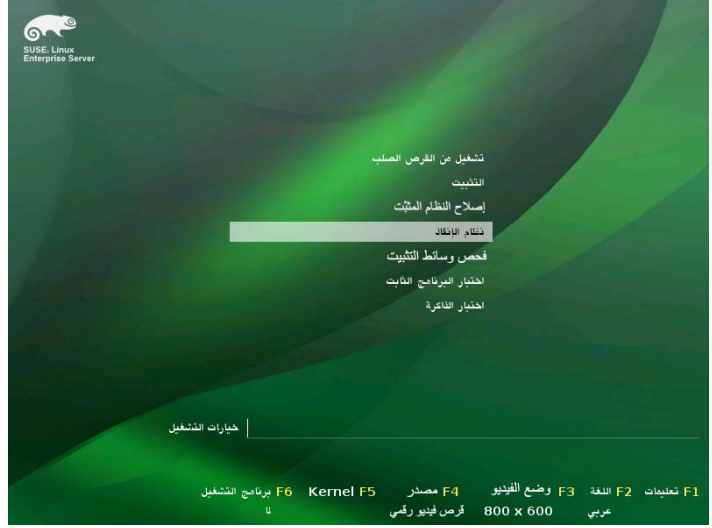 SUSE. Linux
Enterprise Server
تشغيل من القرص الصلب
التثبيت
إصلاح النظام المثبَّت
نظام الإنقاذ
فحص وسائط التثبيت
اختبار البرنامج الثابت
اختبار الذاكرة
خيارات التشغيل
F1 تعليمات F2 اللغة F3 وضع الفيديو F4 مصدر Kernel F5 F6 برنامج التشغيل
عربي 800 x 600 قرص فيديو رقمي نا